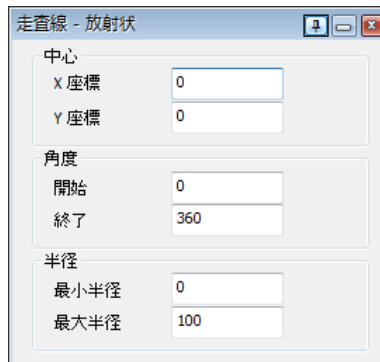 走査線 - 放射状
中心
X 座標 0
Y 座標 0
角度
開始 0
終了 360
半径
最小半径 0
最大半径 100